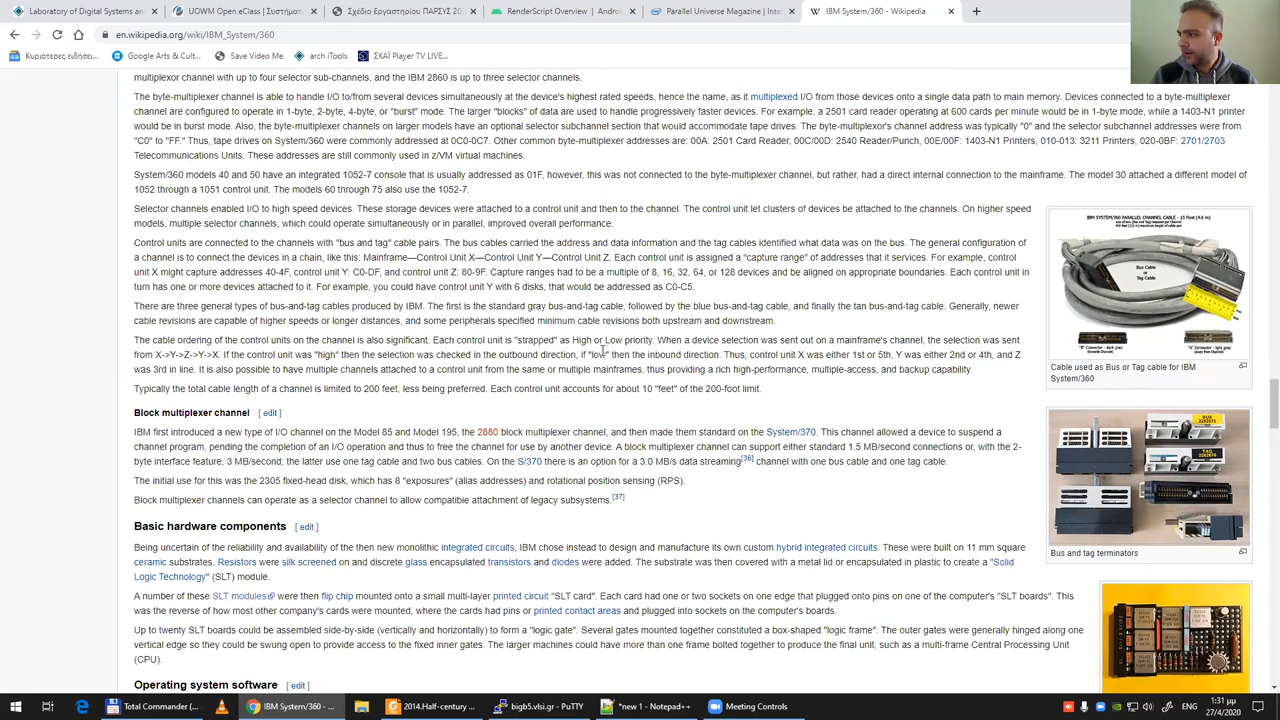 Laboratory of Digital Systems an
UOWM Open eClass | Συστήματ
Σχέδιο Εργαστηρίου ΠΑΡΣΥΣ 202
RenderScript Overview | Androi
Parallel Universe Magazine | Inte
IBM System/360 - Wikipedia
en.wikipedia.org/wiki/IBM_System/360
Κυριότερες ειδήσει...
Google Arts & Cult...
Save Video Me
arch iTools
ΣΚΑΪ Player TV LIVE...
multiplexor channel with up to four selector sub-channels, and the IBM 2860 is up to three selector channels.
The byte-multiplexer channel is able to handle I/O to/from several devices simultaneously at the device's highest rated speeds, hence the name, as it multiplexed I/O from those devices onto a single data path to main memory. Devices connected to a byte-multiplexer
channel are configured to operate in 1-byte, 2-byte, 4-byte, or "burst" mode. The larger "blocks" of data are used to handle progressively faster devices. For example, a 2501 card reader operating at 600 cards per minute would be in 1-byte mode, while a 1403-N1 printer
would be in burst mode. Also, the byte-multiplexer channels on larger models have an optional selector subchannel section that would accommodate tape drives. The byte-multiplexor's channel address was typically "0" and the selector subchannel addresses were from
"C0" to "FF." Thus, tape drives on System/360 were commonly addressed at 0C0-0C7. Other common byte-multiplexer addresses are: 00A: 2501 Card Reader, 00C/00D: 2540 Reader/Punch, 00E/00F: 1403-N1 Printers, 010-013: 3211 Printers, 020-0BF: 2701/2703
Telecommunications Units. These addresses are still commonly used in z/VM virtual machines.
System/360 models 40 and 50 have an integrated 1052-7 console that is usually addressed as 01F, however, this was not connected to the byte-multiplexer channel, but rather, had a direct internal connection to the mainframe. The model 30 attached a different model of
1052 through a 1051 control unit. The models 60 through 75 also use the 1052-7.
Selector channels enabled I/O to high speed devices. These storage devices were attached to a control unit and then to the channel. The control unit let clusters of devices be attached to the channels. On higher speed
models, multiple selector channels, which could operate simultaneously or in parallel, improved overall performance.
Control units are connected to the channels with "bus and tag" cable pairs. The bus cables carried the address and data information and the tag cables identified what data was on the bus. The general configuration
of a channel is to connect the devices in a chain, like this: Mainframe—Control Unit X—Control Unit Y—Control Unit Z. Each control unit is assigned a "capture range" of addresses that it services. For example, control
unit X might capture addresses 40-4F, control unit Y: C0-DF, and control unit Z: 80-9F. Capture ranges had to be a multiple of 8, 16, 32, 64, or 128 devices and be aligned on appropriate boundaries. Each control unit in
turn has one or more devices attached to it. For example, you could have control unit Y with 6 disks, that would be addressed as C0-C5.
There are three general types of bus-and-tag cables produced by IBM. The first is the standard gray bus-and-tag cable, followed by the blue bus-and-tag cable, and finally the tan bus-and-tag cable. Generally, newer
cable revisions are capable of higher speeds or longer distances, and some peripherals specified minimum cable revisions both upstream and downstream.
The cable ordering of the control units on the channel is also significant. Each control unit is "strapped" as High or Low priority. When a device selection was sent out on a mainframe's channel, the selection was sent
from X->Y->Z->Y->X. If the control unit was "high" then the selection was checked in the outbound direction, if "low" then the inbound direction. Thus, control unit X was either 1st or 5th, Y was either 2nd or 4th, and Z
was 3rd in line. It is also possible to have multiple channels attached to a control unit from the same or multiple mainframes, thus providing a rich high-performance, multiple-access, and backup capability.
Typically the total cable length of a channel is limited to 200 feet, less being preferred. Each control unit accounts for about 10 "feet" of the 200-foot limit.
IBM SYSTEM/360 PARALLEL CHANNEL CABLE - 15 Foot (4.6 m)
Bus Cable
or
Tag Cable
Cable used as Bus or Tag cable for IBM
System/360
Block multiplexer channel [ edit ]
IBM first introduced a new type of I/O channel on the Model 85 and Model 195, the 2880 block multiplexer channel, and then made them standard on the System/370. This channel allowed a device to suspend a
channel program, pending the completion of an I/O operation and thus to free the channel for use by another device. A block multiplexer channel can support either standard 1.5 MB/second connections or, with the 2-
byte interface feature, 3 MB/second; the latter use one tag cable and two bus cables. On the S/370 there is an option for a 3.0 MB/s data streaming[36] channel with one bus cable and one tag cable.
The initial use for this was the 2305 fixed-head disk, which has 8 "exposures" (alias addresses) and rotational position sensing (RPS).
Block multiplexer channels can operate as a selector channel to allow compatible attachment of legacy subsystems.[37]
BUS
TAG
Bus and tag terminators
Basic hardware components [ edit ]
Being uncertain of the reliability and availability of the then new monolithic integrated circuits, IBM chose instead to design and manufacture its own custom hybrid integrated circuits. These were built on 11 mm square
ceramic substrates. Resistors were silk screened on and discrete glass encapsulated transistors and diodes were added. The substrate was then covered with a metal lid or encapsulated in plastic to create a "Solid
Logic Technology" (SLT) module.
A number of these SLT modules were then flip chip mounted onto a small multi-layer printed circuit "SLT card". Each card had one or two sockets on one edge that plugged onto pins on one of the computer's "SLT boards". This
was the reverse of how most other company's cards were mounted, where the cards had pins or printed contact areas and plugged into sockets on the computer's boards.
Up to twenty SLT boards could be assembled side-by-side (vertically and horizontally) to form a "logic gate". Several gates mounted together constituted a box-shaped "logic frame". The outer gates were generally hinged along one
vertical edge so they could be swung open to provide access to the fixed inner gates. The larger machines could have more than one frame bolted together to produce the final unit, such as a multi-frame Central Processing Unit
(CPU).
Operating system software [ edit ]
Total Commander (...
IBM System/360 - ...
2014.Half-century ...
bigb5.vlsi.gr - PuTTY
*new 1 - Notepad++
Meeting Controls
ENG
1:31 μμ
27/4/2020